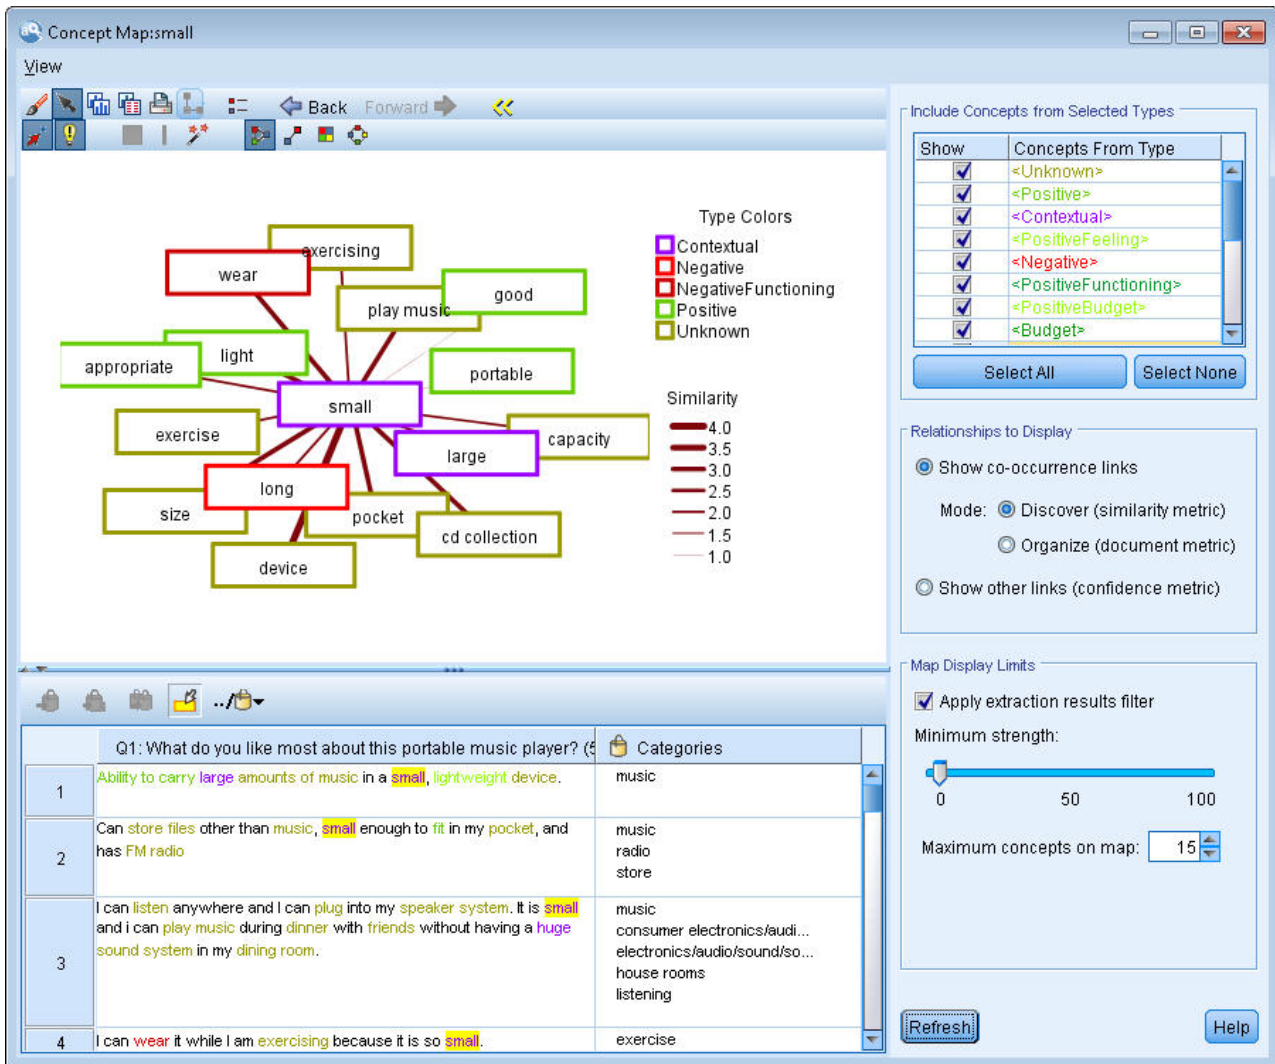 Concept Map:small
View
Back Forward
exercising
wear
good
play music
light
appropriate
portable
small
exercise
capacity
large
long
size
pocket
cd collection
device
Type Colors
Contextual
Negative
NegativeFunctioning
Positive
Unknown
Similarity
4.0
3.5
3.0
2.5
2.0
1.5
1.0
Include Concepts from Selected Types
Show Concepts From Type
<Unknown>
<Positive>
<Contextual>
<PositiveFeeling>
<Negative>
<PositiveFunctioning>
<PositiveBudget>
<Budget>
Select All Select None
Relationships to Display
Show co-occurrence links
Mode: Discover (similarity metric)
Organize (document metric)
Show other links (confidence metric)
Map Display Limits
Apply extraction results filter
Minimum strength:
0 50 100
Maximum concepts on map: 15
Refresh Help
../
Q1: What do you like most about this portable music player? (5 Categories
1 Ability to carry large amounts of music in a small, lightweight device. music
2 Can store files other than music, small enough to fit in my pocket, and
has FM radio
music
radio
store
3 I can listen anywhere and I can plug into my speaker system. It is small
and i can play music during dinner with friends without having a huge
sound system in my dining room.
music
consumer electronics/audi...
electronics/audio/sound/so...
house rooms
listening
4 I can wear it while I am exercising because it is so small. exercise